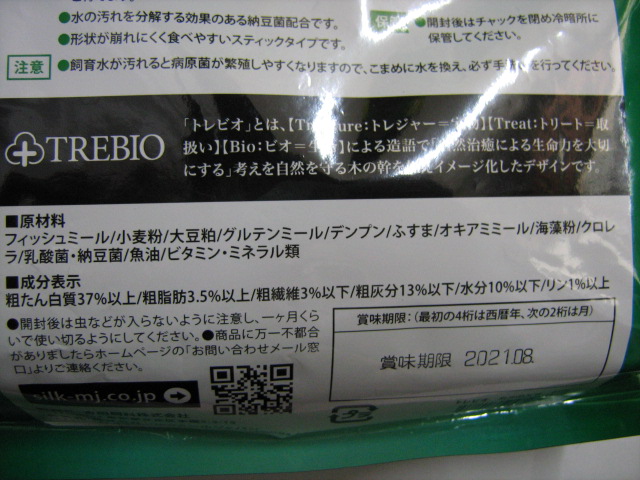 ●水の汚れを分解する効果のある納豆菌配合です。
●形状が崩れにくく食べやすいスティックタイプです。
●開封後はチャックを閉め冷暗所に
保管してください。
注意 ●飼育水が汚れると病原菌が繁殖しやすくなりますので、こまめに水を換え、必ず手
を行ってください。
TREBIO
「トレビオ」とは、【Tr
ure:トレジャー=
】【Treat:トリート=取
扱い】【Bio:ビオ=
】による造語で
然治癒による生命力を大切
にする」考えを自然を守る木の幹を
イメージ化したデザインです。
■原材料
フィッシュミール/小麦粉/大豆粕/グルテンミール/デンプン/ふすま/オキアミミール/海藻粉/クロレ
ラ/乳酸菌・納豆菌/魚油/ビタミン・ミネラル類
■成分表示
粗たん白質37%以上/粗脂肪3.5%以上/粗繊維3%以下/粗灰分13%以下/水分10%以下/リン1%以上
●開封後は虫などが入らないように注意し、一ヶ月くら
いで使い切るようにしてください。●商品に万一不都合
がありましたらホームページの「お問い合わせメール窓
口」よりご連絡ください。
silk-mj.co.jp
賞味期限:(最初の4桁は西暦年、次の2桁は月)
賞味期限 2021.08.
プラ